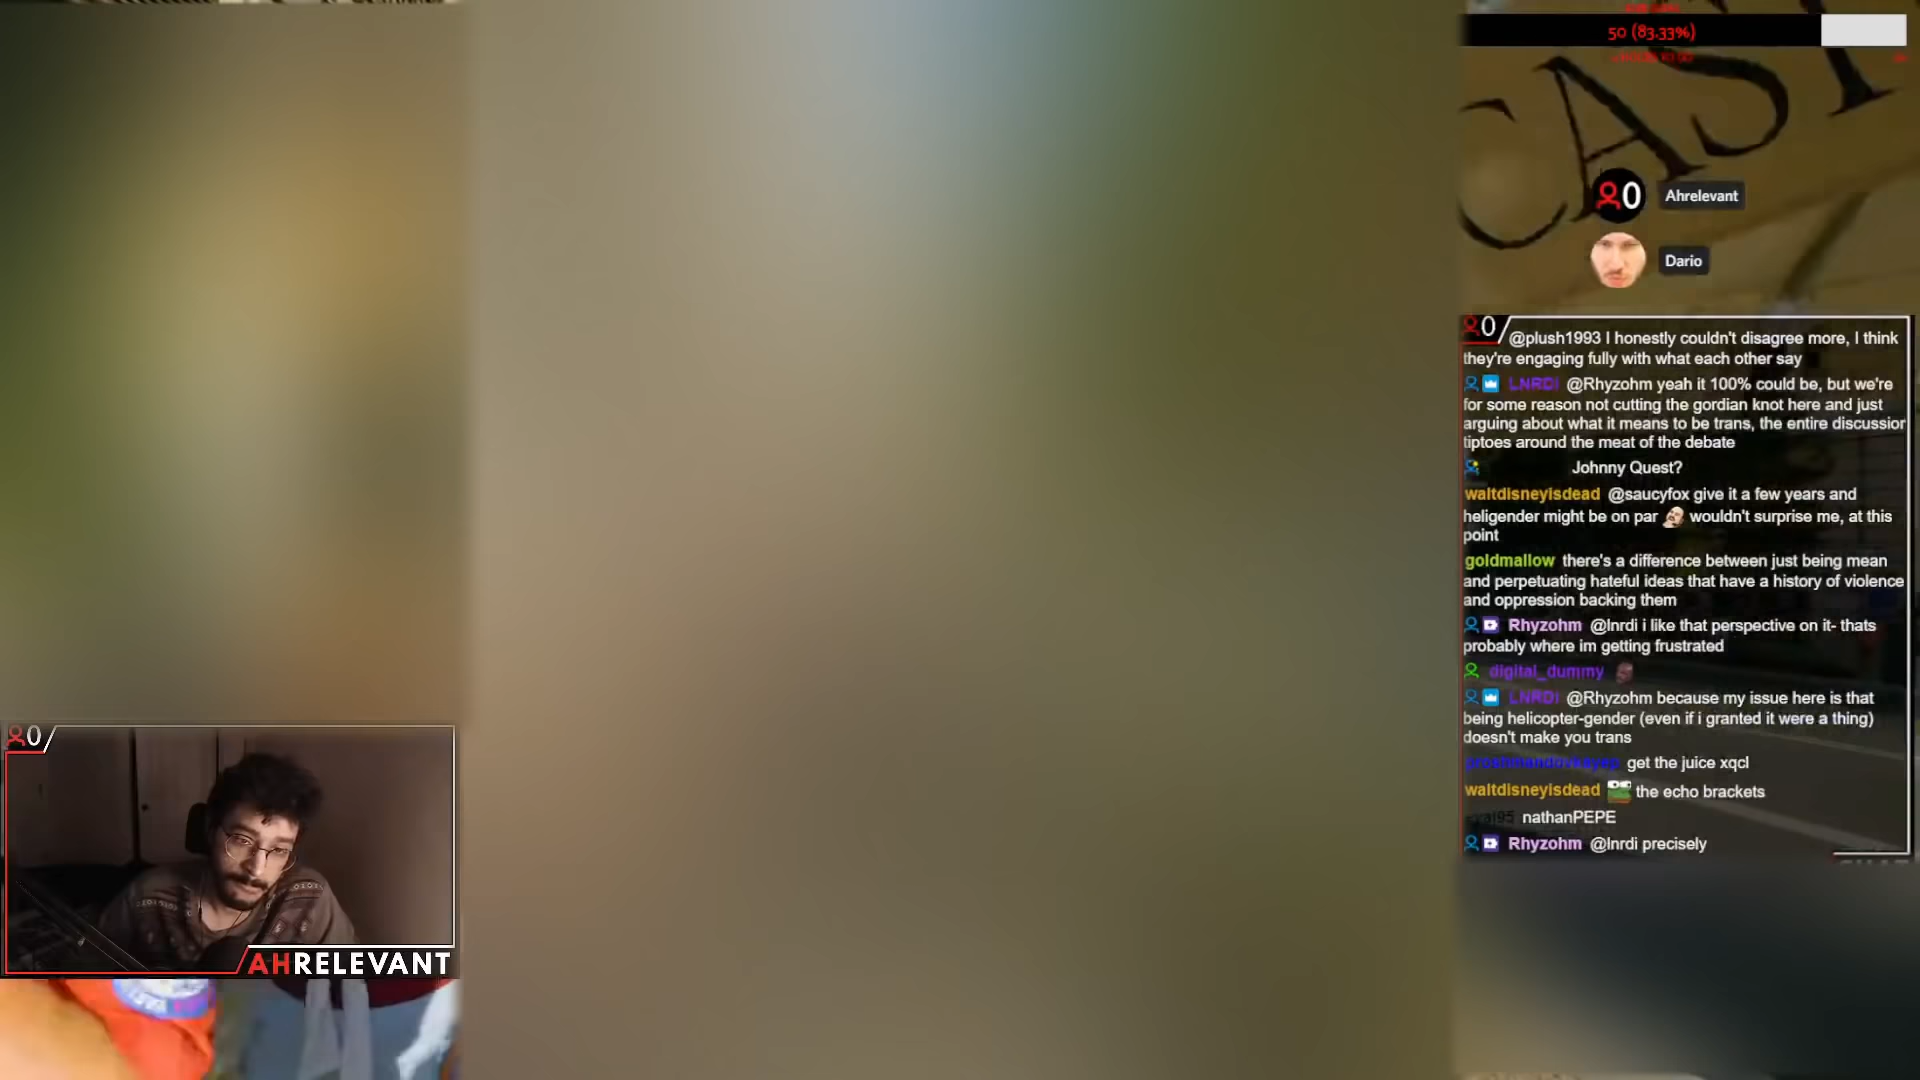 50 (83.33%)
CAST
0
Ahrelevant
Dario
0
@plush1993 I honestly couldn't disagree more, I think
they're engaging fully with what each other say
LNRDI @Rhyzohm yeah it 100% could be, but we're
for some reason not cutting the gordian knot here and just
arguing about what it means to be trans, the entire discussion
tiptoes around the meat of the debate
Johnny Quest?
waltdisneyisdead @saucyfox give it a few years and
heligender might be on par wouldn't surprise me, at this
point
goldmallow there's a difference between just being mean
and perpetuating hateful ideas that have a history of violence
and oppression backing them
Rhyzohm @lnrdi i like that perspective on it- thats
probably where im getting frustrated
digital_dummy
LNRDI @Rhyzohm because my issue here is that
being helicopter-gender (even if i granted it were a thing)
doesn't make you trans
get the juice xqcl
waltdisneyisdead the echo brackets
nathanPEPE
Rhyzohm @lnrdi precisely
0
AHRELEVANT